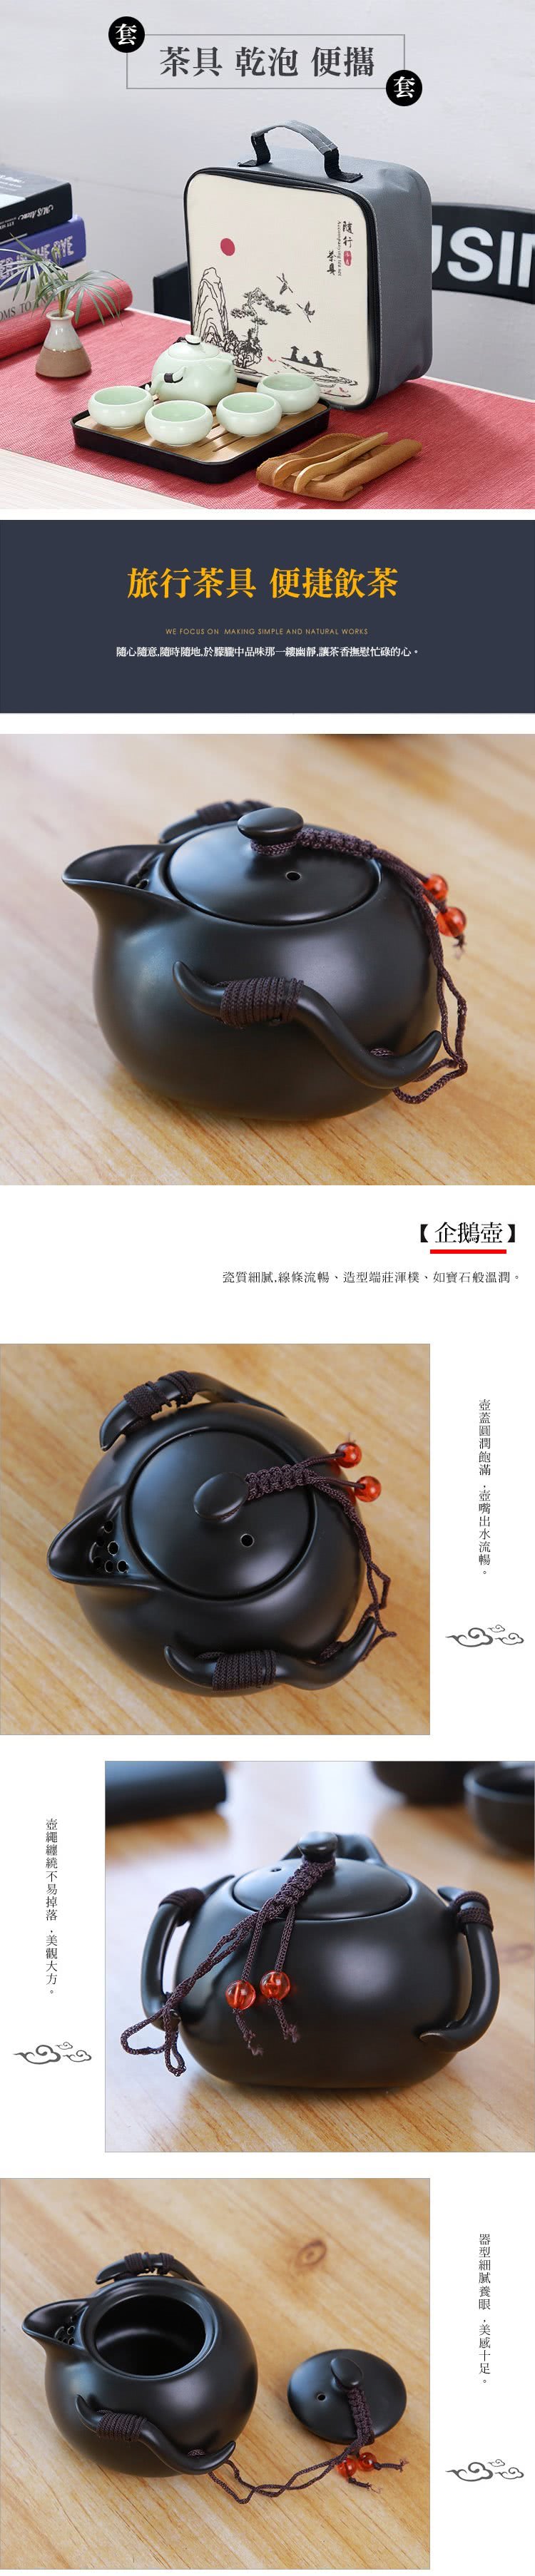 套
茶具 乾泡 便攜
套
隨行
茶具
USIN
旅行茶具 便捷飲茶
WE FOCUS ON MAKING SIMPLE AND NATURAL WORKS
隨心隨意,隨時隨地,於朦朧中品味那一縷幽靜,讓茶香撫慰忙碌的心。
【企鵝壺】
瓷質細膩,線條流暢、造型端莊渾樸、如寶石般溫潤。
壺蓋圓潤飽滿,壺嘴出水流暢。
壺繩纏繞不易掉落,美觀大方。
器型細膩養眼,美感十足。